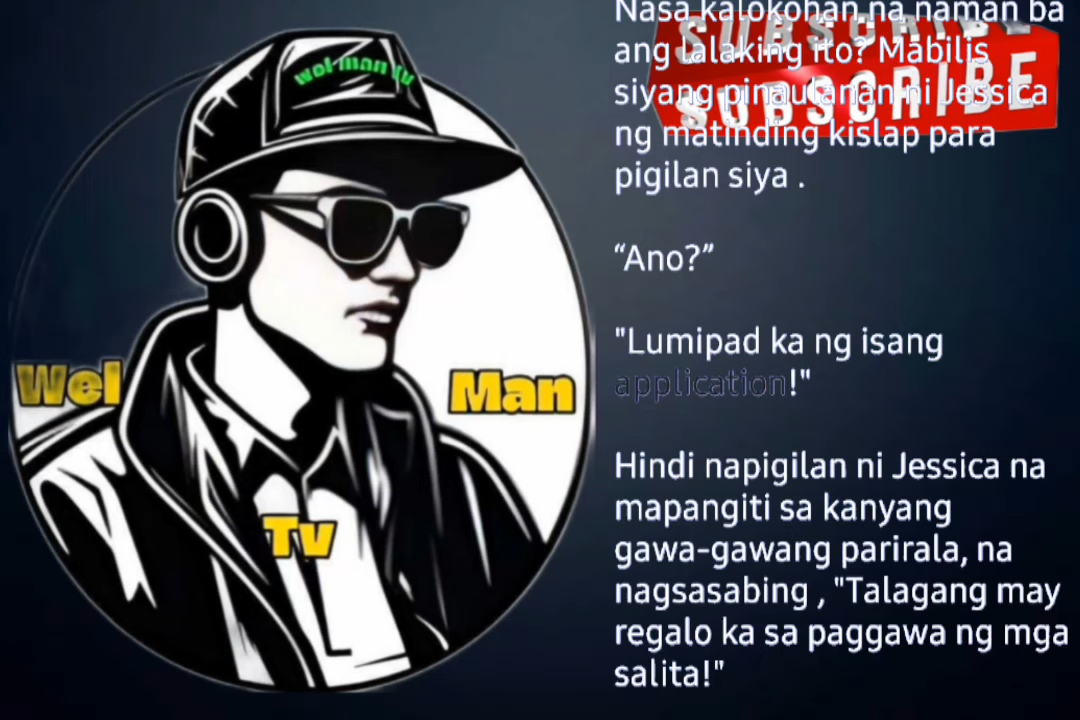 wel man tv
Wel
Man
Tv
SUBSCRIBE
SUBSCRIBE
Nasa kalokohan na naman ba
ang lalaking ito? Mabilis
siyang pinaulanan ni Jessica
ng matinding kislap para
pigilan siya .
“Ano?”
"Lumipad ka ng isang
application!"
Hindi napigilan ni Jessica na
mapangiti sa kanyang
gawa-gawang parirala, na
nagsasabing , "Talagang may
regalo ka sa paggawa ng mga
salita!"